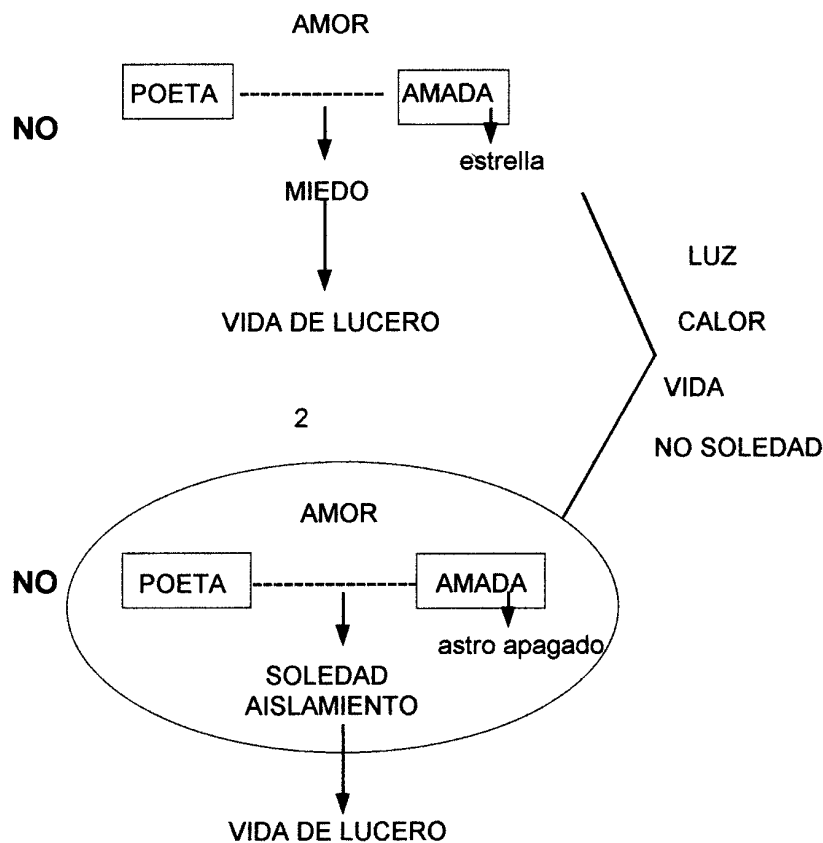 AMOR
POETA
AMADA
NO
estrella
MIEDO
LUZ
VIDA DE LUCERO
CALOR
VIDA
2
NO SOLEDAD
AMOR
NO
POETA
AMADA
astro apagado
SOLEDAD
AISLAMIENTO
VIDA DE LUCERO